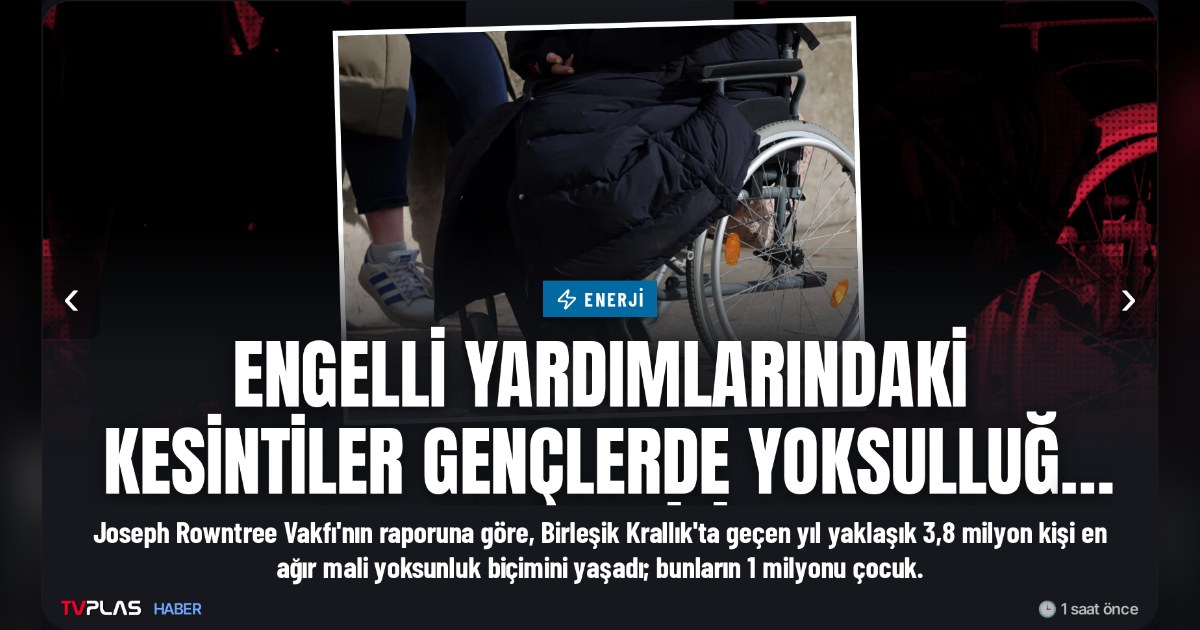 ENERJİ
ENGELLİ YARDIMLARINDAKİ
KESİNTİLER GENÇLERDE YOKSULLUĞ...
Joseph Rowntree Vakfı'nın raporuna göre, Birleşik Krallık'ta geçen yıl yaklaşık 3,8 milyon kişi en
ağır mali yoksunluk biçimini yaşadı; bunların 1 milyonu çocuk.
TVPLAS HABER
1 saat önce